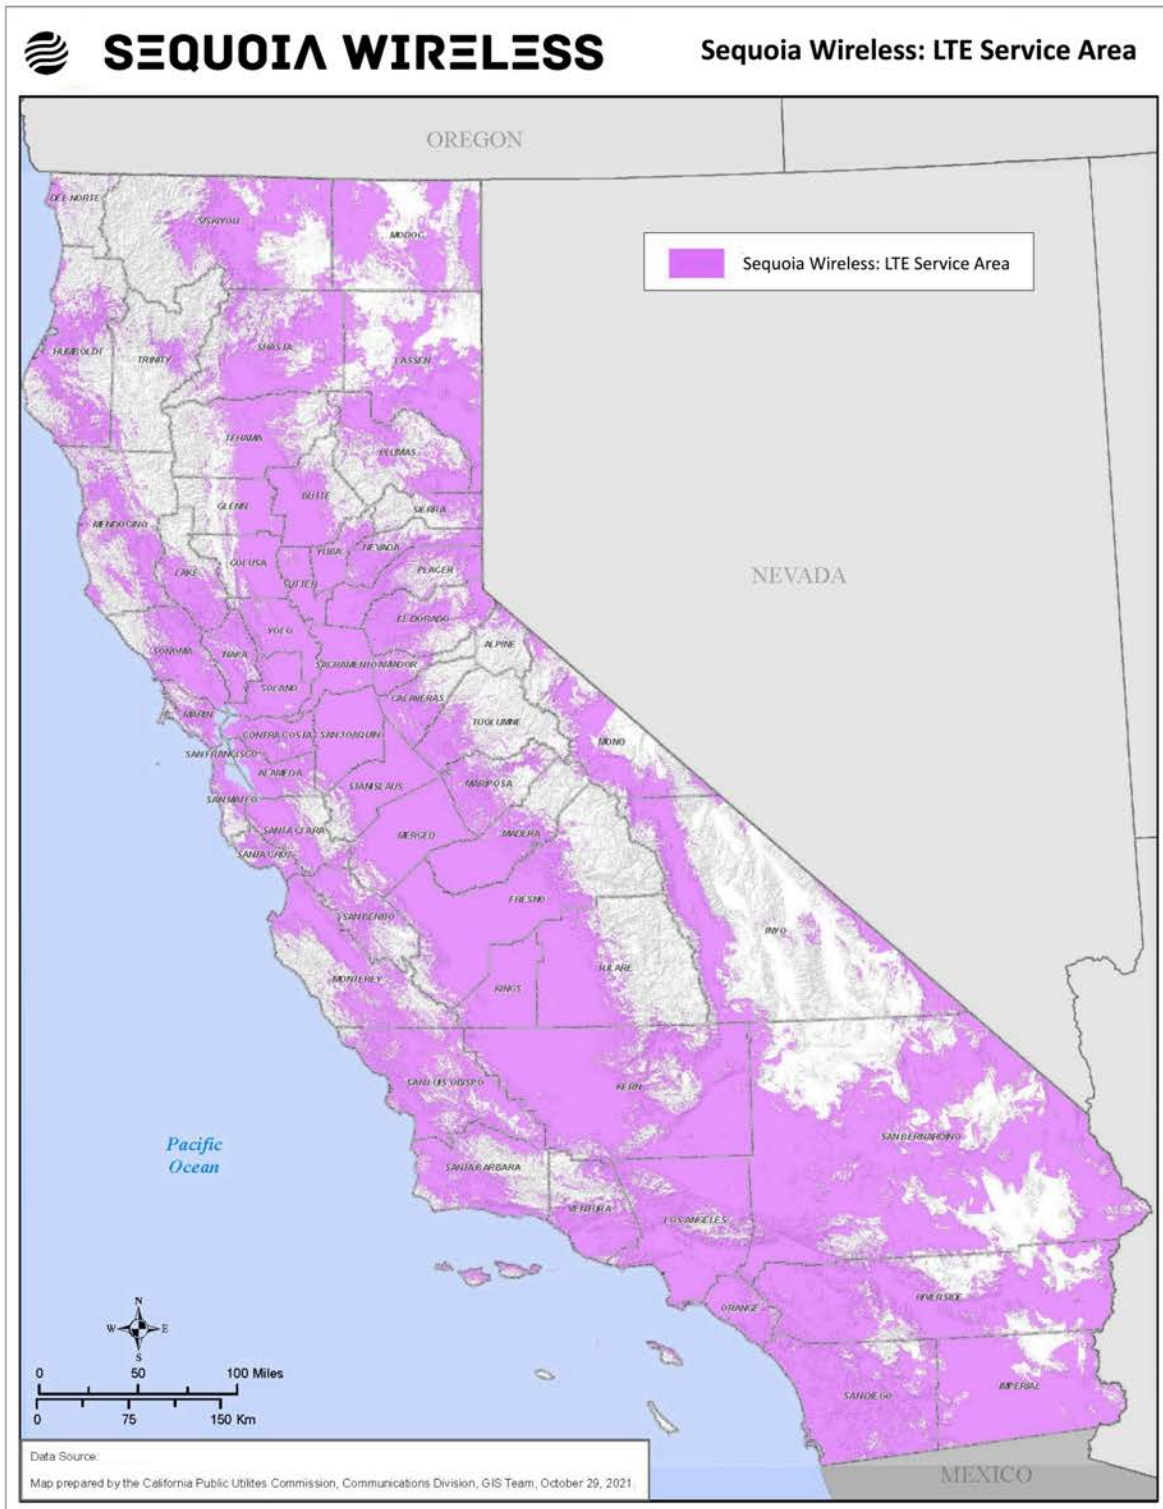 SEQUOIA WIRELESS
Sequoia Wireless: LTE Service Area
OREGON
DEL NORTE
SISKIYOU
MODOC
Sequoia Wireless: LTE Service Area
HUMBOLDT
TRINITY
SHASTA
LASSEN
TEHAMA
PLUMAS
GLENN
BUTTE
SIERRA
MENDOCINO
LAKE
COLUSA
YUBA
NEVADA
SUTTER
PLACER
NEVADA
YOLO
EL DORADO
ALPINE
SONOMA
NAPA
SACRAMENTO
AMADOR
SOLANO
CALAVERAS
MARIN
TUOLUMNE
CONTRA COSTA
SAN JOAQUIN
MONO
SAN FRANCISCO
ALAMEDA
STANISLAUS
MARIPOSA
SAN MATEO
SANTA CLARA
MERCED
MADERA
SANTA CRUZ
FRESNO
SAN BENITO
INYO
MONTEREY
KINGS
TULARE
SAN LUIS OBISPO
KERN
Pacific
Ocean
SAN BERNARDINO
SANTA BARBARA
VENTURA
LOS ANGELES
RIVERSIDE
ORANGE
N
W E
S
0 50 100 Miles
0 75 150 Km
SAN DIEGO
IMPERIAL
Data Source:
Map prepared by the California Public Utilites Commission, Communications Division, GIS Team, October 29, 2021.
MEXICO